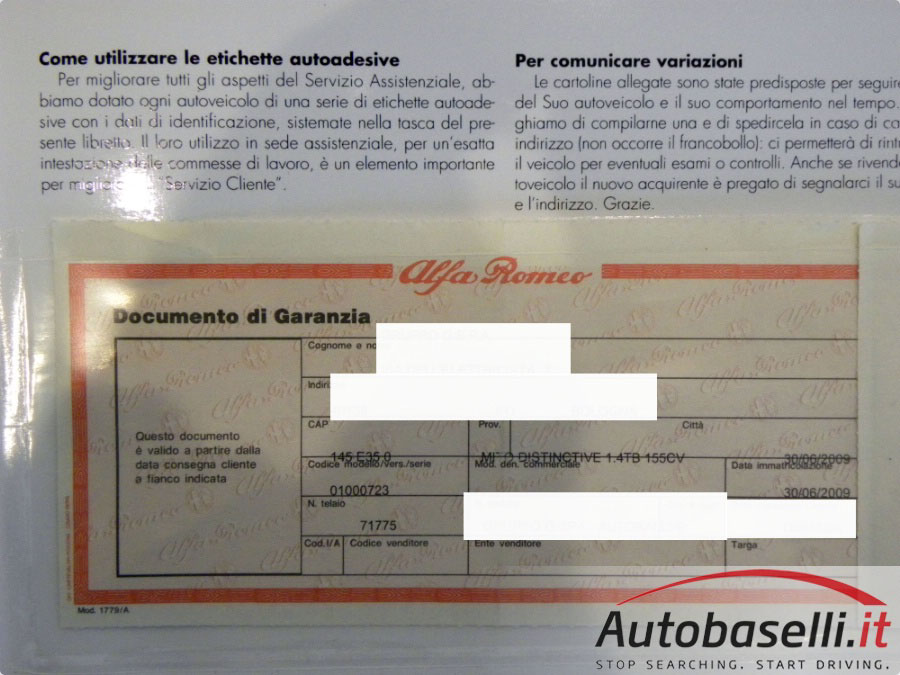 Come utilizzare le etichette autoadesive
Per migliorare tutti gli aspetti del Servizio Assistenziale, ab-
biamo dotato ogni autoveicolo di una serie di etichette autoade-
sive con i dati di identificazione, sistemate nella tasca del pre-
sente libretto. Il loro utilizzo in sede assistenziale, per un'esatta
intestazione delle commesse di lavoro, è un elemento importante
per "Servizio Cliente".
Per comunicare variazioni
Le cartoline allegate sono state predisposte per seguire
del Suo autoveicolo e il suo comportamento nel tempo.
ghiamo di compilarne una e di spedircela in caso di ca
indirizzo (non occorre il francobollo): ci permetterà di rint
il veicolo per eventuali esami o controlli. Anche se rivende
toveicolo il nuovo acquirente è pregato di segnalarci il su
e l'indirizzo. Grazie.
Alfa Romeo
Documento di Garanzia
Cognome e no
Indiri
CAP Prov. Città
145 E35 0 MI O DISTINCTIVE 1.4TB 155CV 30/06/2009
Codice modello/vers./serie Mod. den. commerciale Data immatricolazione
01000723 30/06/2009
N. telaio
71775
Cod.I/A Codice venditore Ente venditore Targa
Questo documento
è valido a partire dalla
data consegna cliente
a fianco indicata
Mod. 1779/A
Autobaselli.it
STOP SEARCHING. START DRIVING.